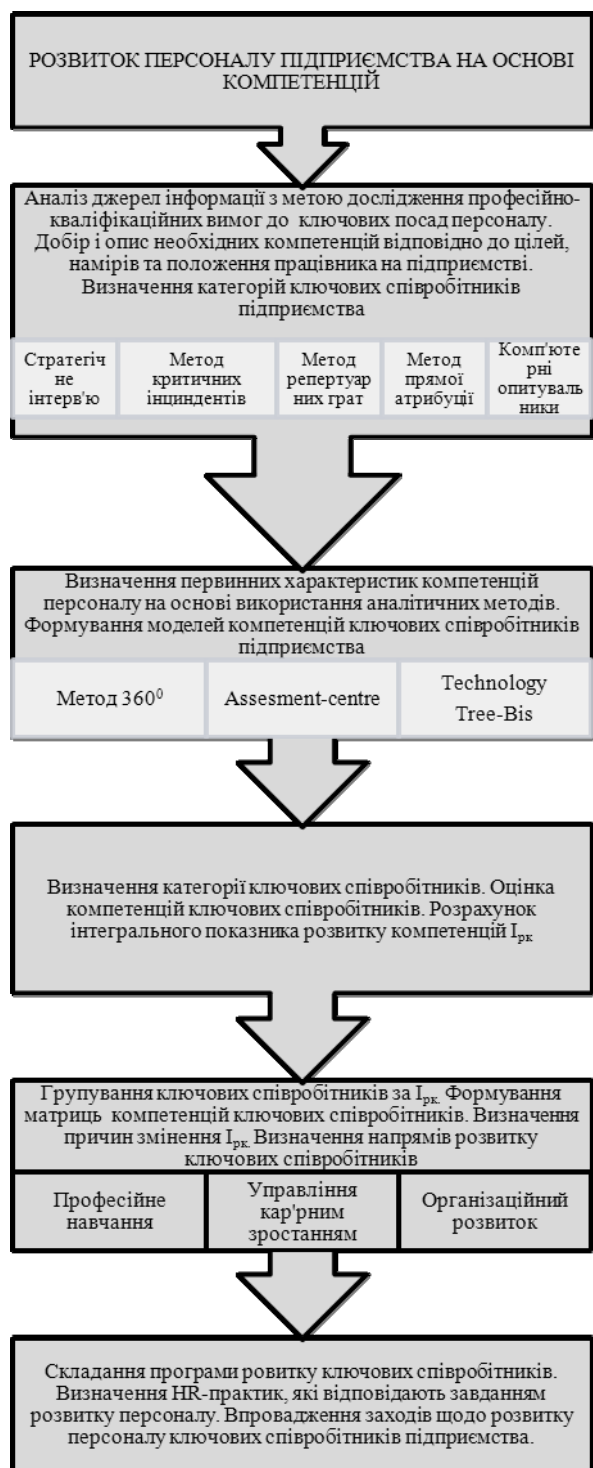 РОЗВИТОК ПЕРСОНАЛУ ПІДПРИЄМСТВА НА ОСНОВІ
КОМПЕТЕНЦІЙ
Аналіз джерел інформації з метою дослідження професійно-
кваліфікаційних вимог до ключових посад персоналу.
Добір і опис необхідних компетенцій відповідно до цілей,
намірів та положення працівника на підприємстві.
Визначення категорій ключових співробітників
підприємства
Стратегіч
не
інтерв'ю
Метод
критичних
інциндентів
Метод
репертуар
них грат
Метод
прямої
атрибуції
Комп'юте
рні
опитуваль
ники
Визначення первинних характеристик компетенцій
персоналу на основі використання аналітичних методів.
Формування моделей компетенцій ключових співробітників
підприємства
Метод 360⁰
Assesment-centre
Technology
Tree-Bis
Визначення категорії ключових співробітників. Оцінка
компетенцій ключових співробітників. Розрахунок
інтегрального показника розвитку компетенцій Iрк
Групування ключових співробітників за Iрк. Формування
матриць компетенцій ключових співробітників. Визначення
причин змінення Iрк. Визначення напрямів розвитку
ключових співробітників
Професійне
навчання
Управління
кар'рним
зростанням
Організаційний
розвиток
Складання програми ровитку ключових співробітників.
Визначення HR-практик, які відповідають завданням
розвитку персоналу. Впровадження заходів щодо розвитку
персоналу ключових співробітників підприємства.